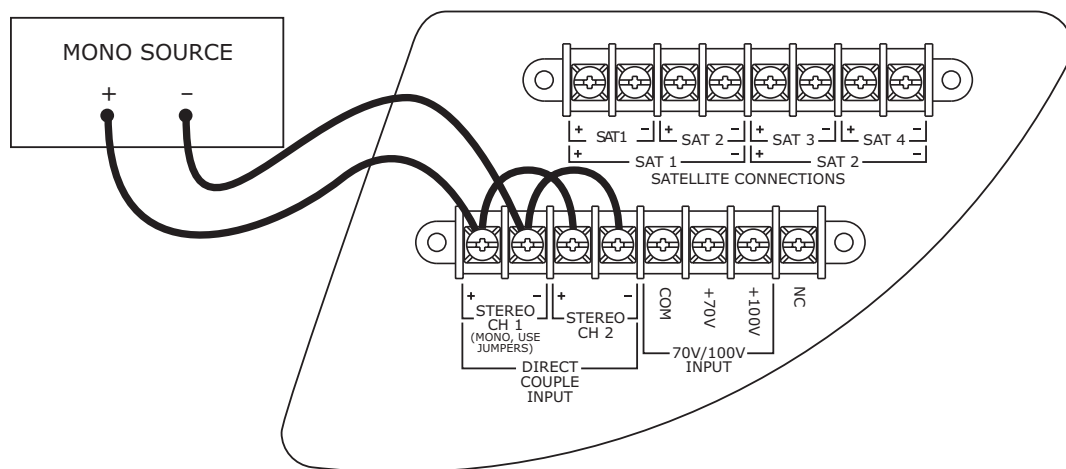 MONO SOURCE
+ −
+ SAT1 − + SAT 2 − + SAT 3 − + SAT 4 −
+ SAT 1 − + SAT 2 −
SATELLITE CONNECTIONS
+ − + −
STEREO
CH 1
(MONO, USE
JUMPERS)
STEREO
CH 2
COM
+70V
+100V
NC
DIRECT
COUPLE
INPUT
70V/100V
INPUT